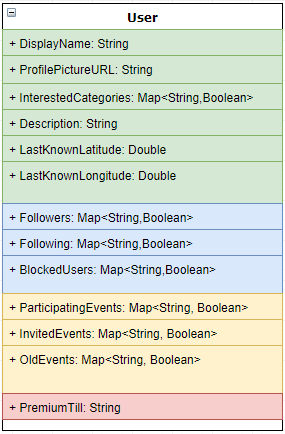 User
+ DisplayName: String
+ ProfilePictureURL: String
+ InterestedCategories: Map<String,Boolean>
+ Description: String
+ LastKnownLatitude: Double
+ LastKnownLongitude: Double
+ Followers: Map<String,Boolean>
+ Following: Map<String,Boolean>
+ BlockedUsers: Map<String,Boolean>
+ ParticipatingEvents: Map<String, Boolean>
+ InvitedEvents: Map<String, Boolean>
+ OldEvents: Map<String, Boolean>
+ PremiumTill: String